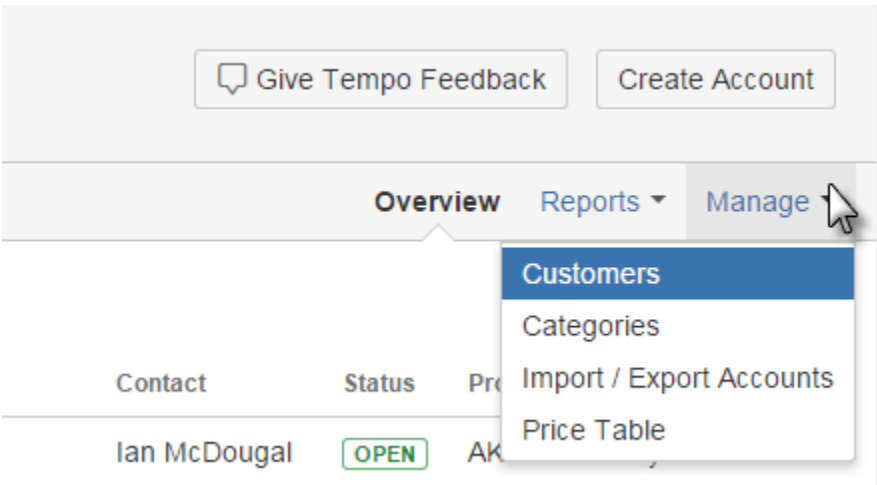 Give Tempo Feedback Create Account
Overview Reports Manage
Customers
Categories
Contact Status Import / Export Accounts
Price Table
Ian McDougal OPEN